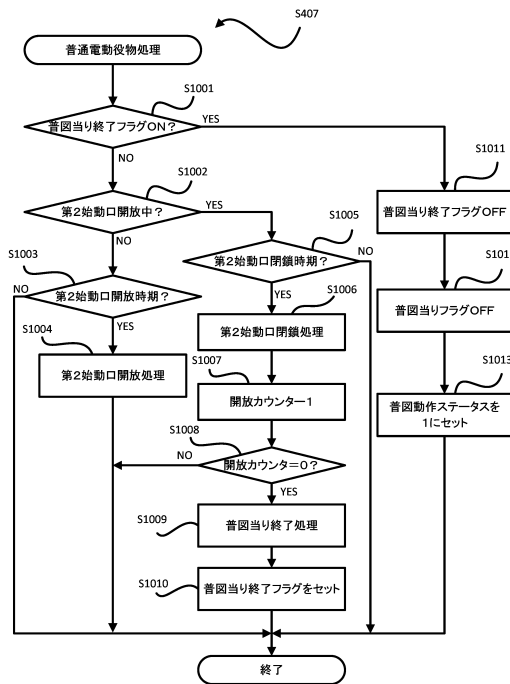 S407
普通電動役物処理
S1001
普図当り終了フラグON？
YES
NO
S1002
第2始動口開放中？
YES
NO
S1003
第2始動口開放時期？
NO
YES
S1004
第2始動口開放処理
S1005
第2始動口閉鎖時期？
NO
YES
S1006
第2始動口閉鎖処理
S1007
開放カウンター1
S1008
開放カウンタ=0？
NO
YES
S1009
普図当り終了処理
S1010
普図当り終了フラグをセット
S1011
普図当り終了フラグOFF
S101
普図当りフラグOFF
S1013
普図動作ステータスを
1にセット
終了